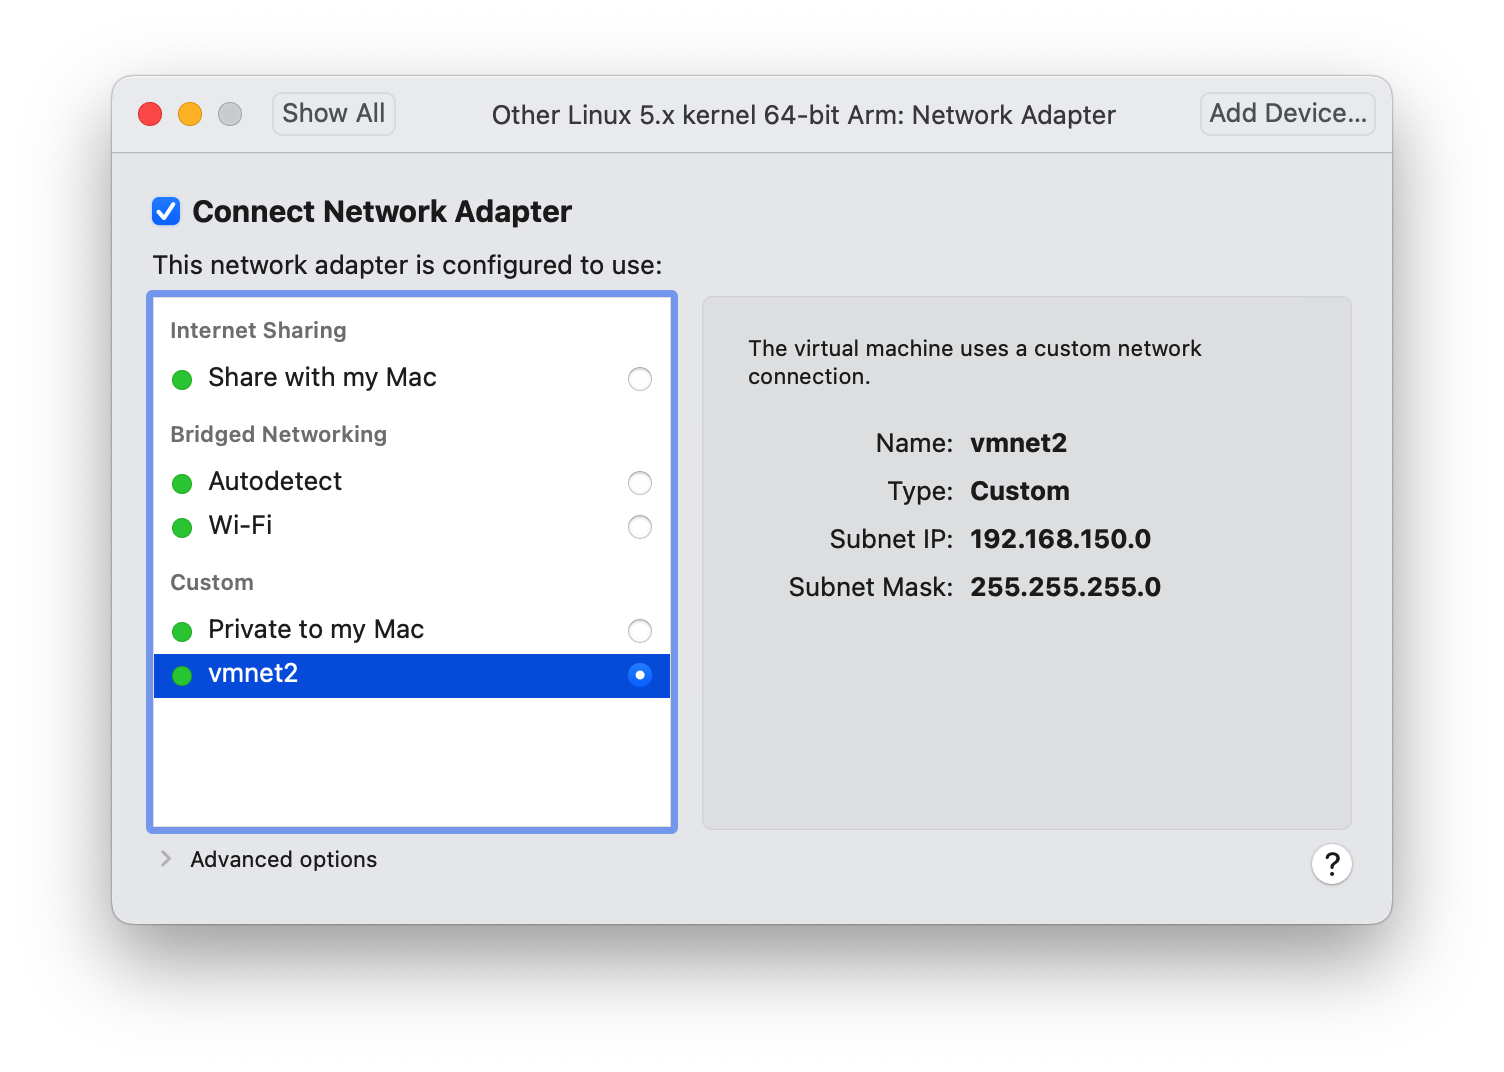 Show All
Other Linux 5.x kernel 64-bit Arm: Network Adapter
Add Device...
Connect Network Adapter
This network adapter is configured to use:
Internet Sharing
Share with my Mac
Bridged Networking
Autodetect
Wi-Fi
Custom
Private to my Mac
vmnet2
The virtual machine uses a custom network
connection.
Name: vmnet2
Type: Custom
Subnet IP: 192.168.150.0
Subnet Mask: 255.255.255.0
Advanced options
?